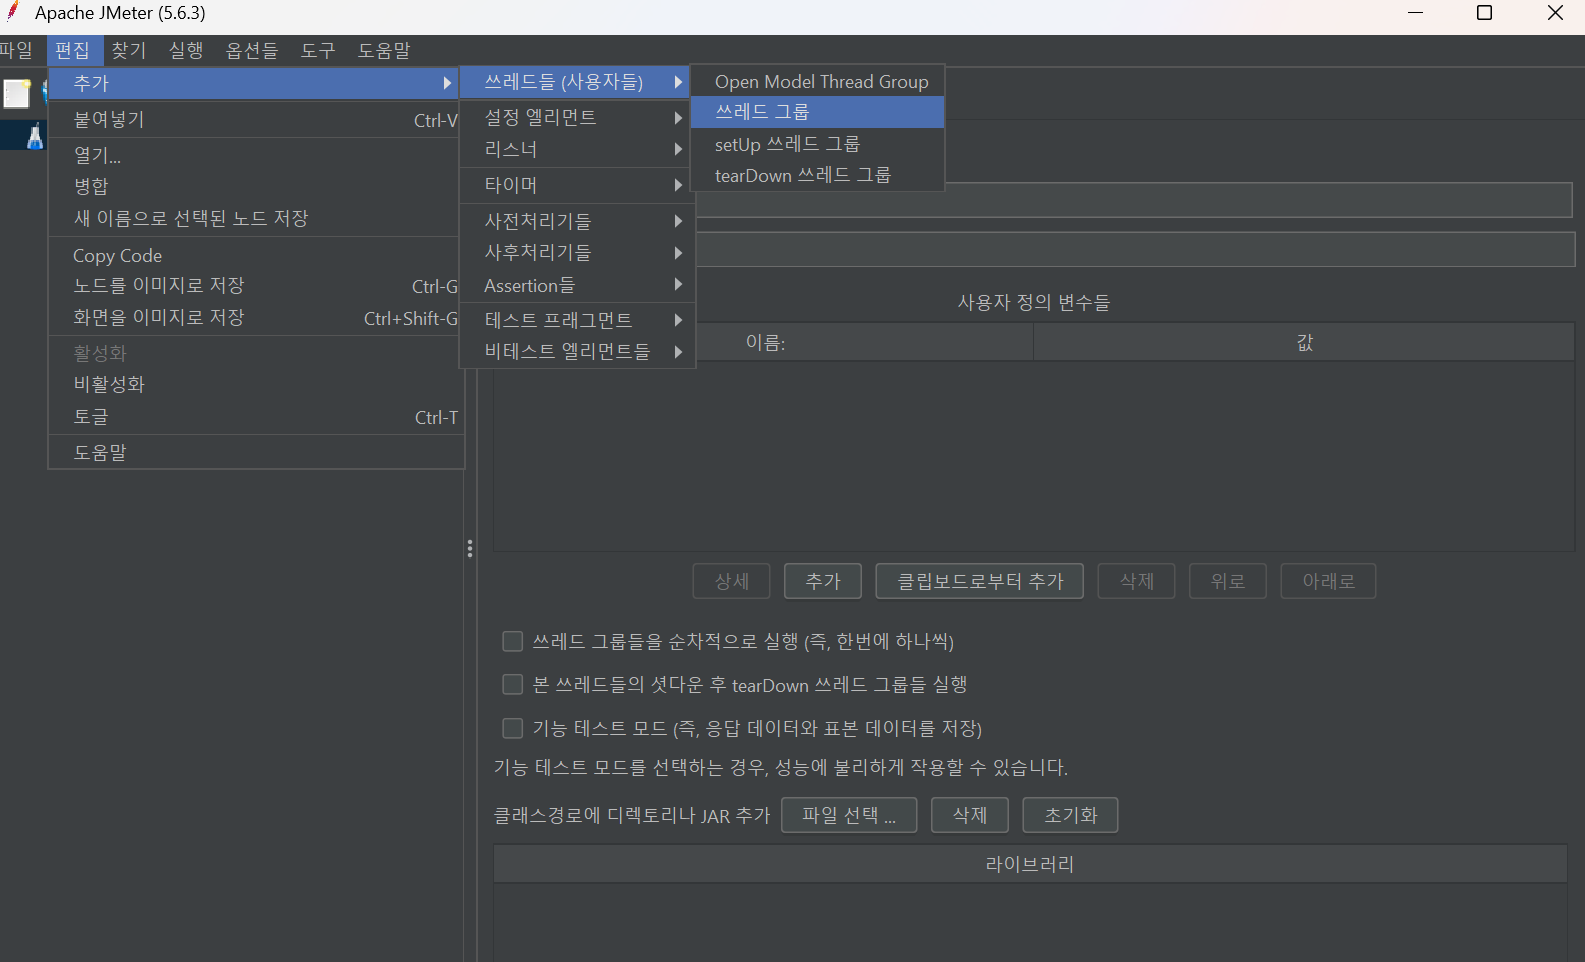 Apache JMeter (5.6.3)
파일 편집 찾기 실행 옵션들 도구 도움말
추가
붙여넣기 Ctrl-V
열기...
병합
새 이름으로 선택된 노드 저장
Copy Code
노드를 이미지로 저장 Ctrl-G
화면을 이미지로 저장 Ctrl+Shift-G
활성화
비활성화
토글 Ctrl-T
도움말
쓰레드들 (사용자들)
설정 엘리먼트
리스너
타이머
사전처리기들
사후처리기들
Assertion들
테스트 프래그먼트
비테스트 엘리먼트들
Open Model Thread Group
쓰레드 그룹
setUp 쓰레드 그룹
tearDown 쓰레드 그룹
사용자 정의 변수들
이름: 값
상세 추가 클립보드로부터 추가 삭제 위로 아래로
쓰레드 그룹들을 순차적으로 실행 (즉, 한번에 하나씩)
본 쓰레드들의 셧다운 후 tearDown 쓰레드 그룹들 실행
기능 테스트 모드 (즉, 응답 데이터와 표본 데이터를 저장)
기능 테스트 모드를 선택하는 경우, 성능에 불리하게 작용할 수 있습니다.
클래스경로에 디렉토리나 JAR 추가 파일 선택 ... 삭제 초기화
라이브러리